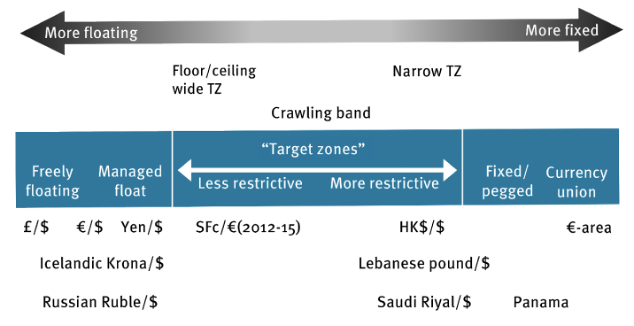 More floating More fixed
Floor/ceiling Narrow TZ
wide TZ
Crawling band
“Target zones”
Freely Managed Fixed/ Currency
floating float Less restrictive More restrictive pegged union
£/$ €/$ Yen/$ SFc/€(2012-15) HK$/$ €-area
Icelandic Krona/$ Lebanese pound/$
Russian Ruble/$ Saudi Riyal/$ Panama